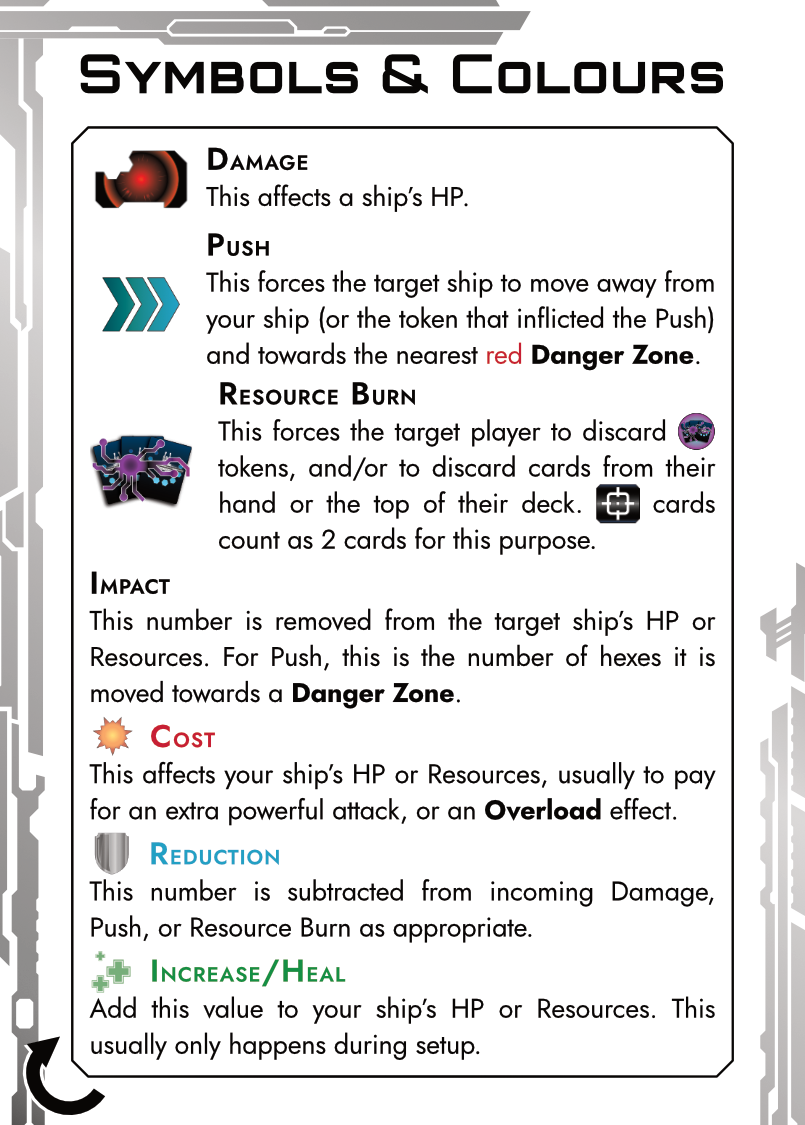 Symbols & Colours
Damage
This affects a ship's HP.
Push
This forces the target ship to move away from
your ship (or the token that inflicted the Push)
and towards the nearest red Danger Zone.
Resource Burn
This forces the target player to discard
tokens, and/or to discard cards from their
hand or the top of their deck. cards
count as 2 cards for this purpose.
Impact
This number is removed from the target ship's HP or
Resources. For Push, this is the number of hexes it is
moved towards a Danger Zone.
Cost
This affects your ship's HP or Resources, usually to pay
for an extra powerful attack, or an Overload effect.
Reduction
This number is subtracted from incoming Damage,
Push, or Resource Burn as appropriate.
Increase/Heal
Add this value to your ship's HP or Resources. This
usually only happens during setup.